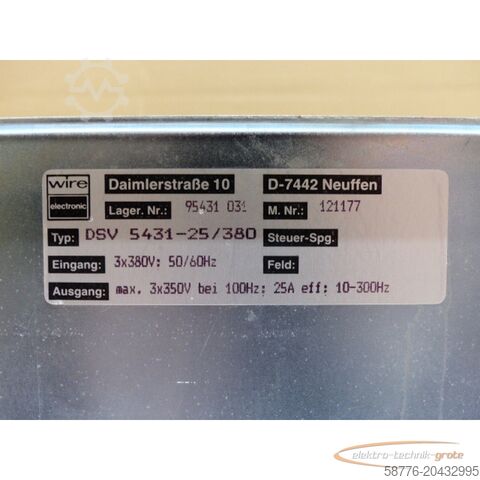 wire
electronic
Daimlerstraße 10
D-7442 Neuffen
Lager. Nr.: 95431 031
M. Nr.: 121177
Typ: DSV 5431-25/380
Steuer-Spg.
Eingang: 3x380V: 50/60Hz
Feld:
Ausgang: max. 3x350V bei 100Hz: 25A eff: 10-300Hz
elektro-technik-grote
58776-20432995